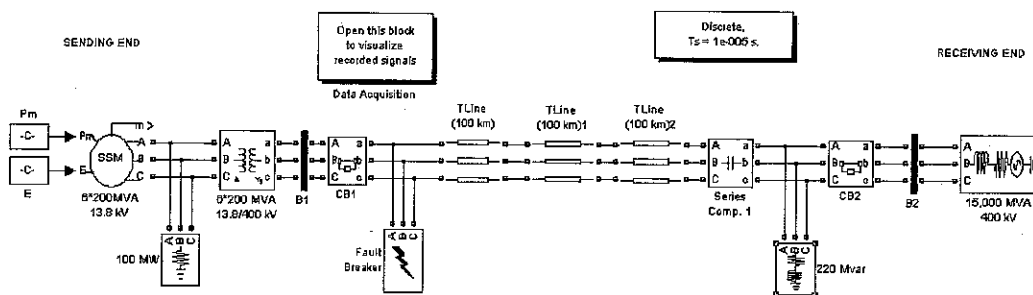 SENDING END
Open this block
to visualize
recorded signals
Data Acquisition
Discrete,
Ts = 1e-005 s.
RECEIVING END
Pm
-C-
-C-
E
Pm
E
m
SSM
A
B
C
6*200MVA
13.8 kV
A B C
100 MW
A
B
C
a
b
c
Yg
6*200 MVA
13.8/400 kV
B1
A
B
C
a
b
c
CB1
A B C
Fault
Breaker
TLine
(100 km)
TLine
(100 km)1
TLine
(100 km)2
A
B
C
a
b
c
Series
Comp. 1
A B C
220 Mvar
A
B
C
a
b
c
CB2
B2
A
B
C
15,000 MVA
400 kV